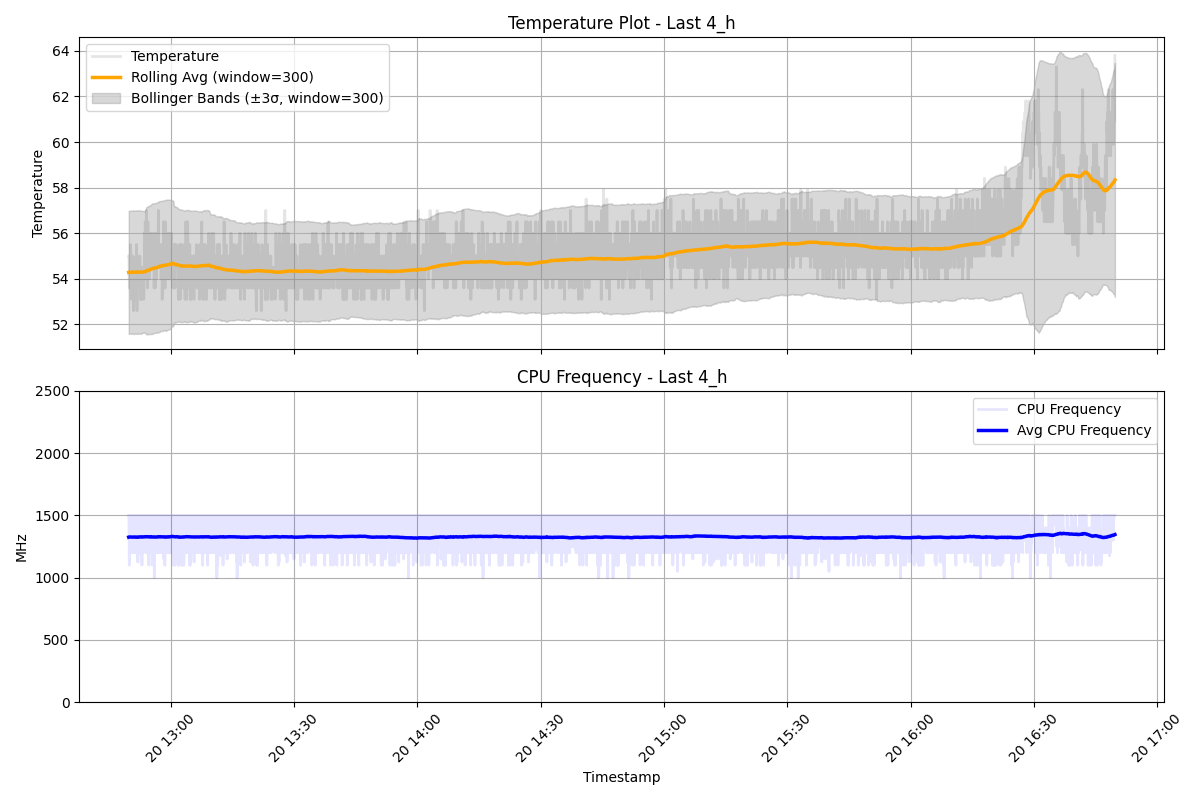 Temperature Plot - Last 4_h
64
62
60
58
56
54
52
Temperature
Temperature
Rolling Avg (window=300)
Bollinger Bands (±3σ, window=300)
CPU Frequency - Last 4_h
2500
2000
1500
1000
500
0
MHz
CPU Frequency
Avg CPU Frequency
20 13:00
20 13:30
20 14:00
20 14:30
20 15:00
20 15:30
20 16:00
20 16:30
20 17:00
Timestamp